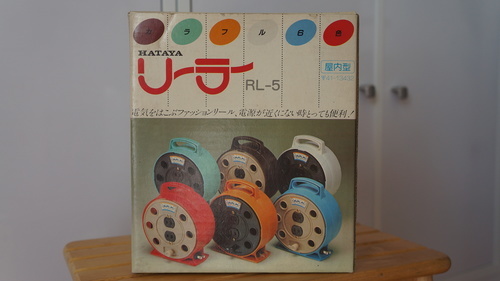 カラフル6色
HATAYA
リーラー
RL-5
屋内型
電気をはこぶファッションリール、電源が近くにない時とっても便利!